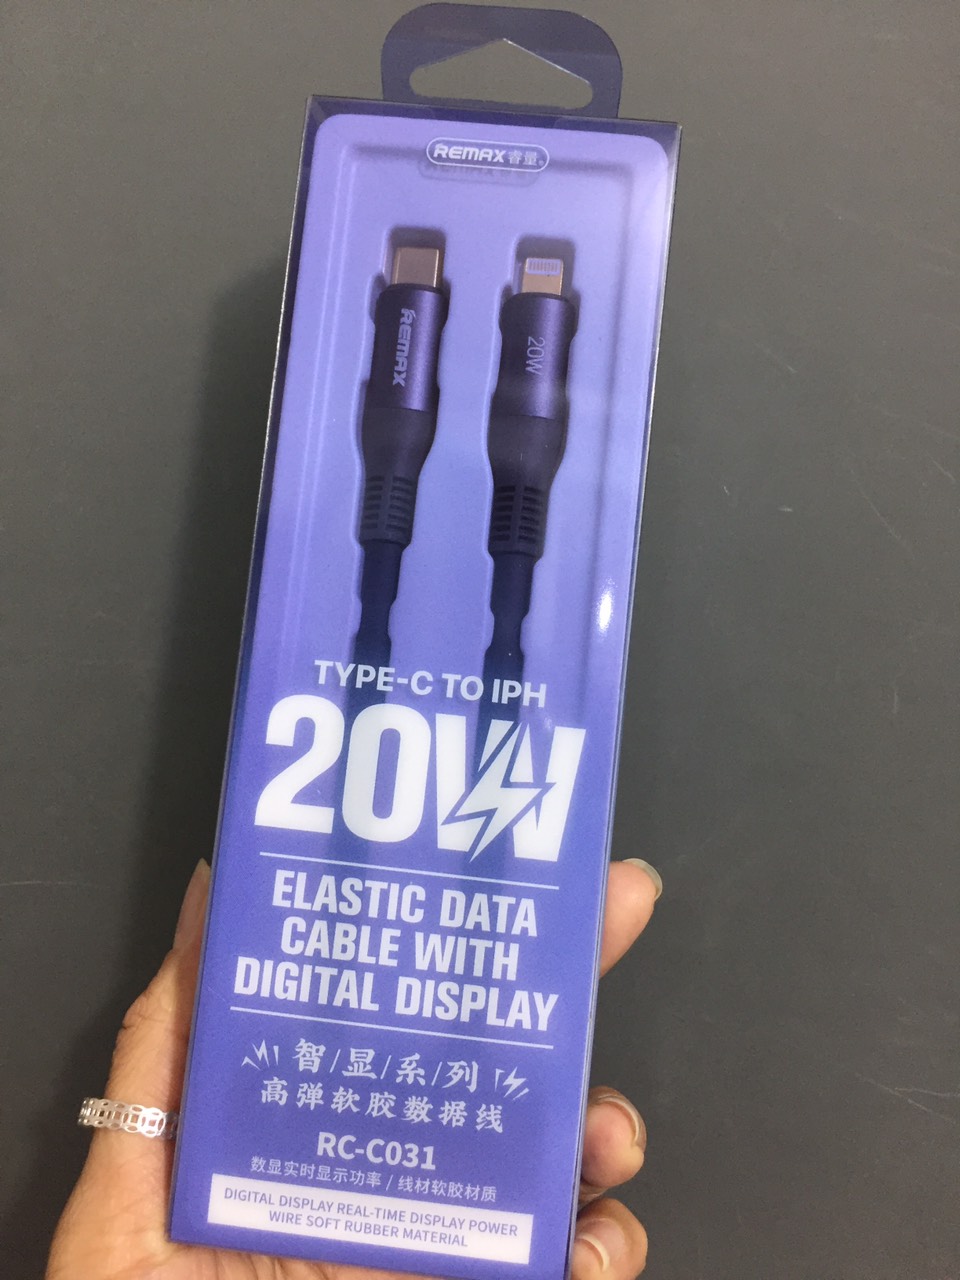 REMAX 睿量
REMAX
20W
TYPE-C TO IPH
20W
ELASTIC DATA
CABLE WITH
DIGITAL DISPLAY
智/显/系/列
高弹软胶数据线
RC-C031
数显实时显示功率 / 线材软胶材质
DIGITAL DISPLAY REAL-TIME DISPLAY POWER
WIRE SOFT RUBBER MATERIAL